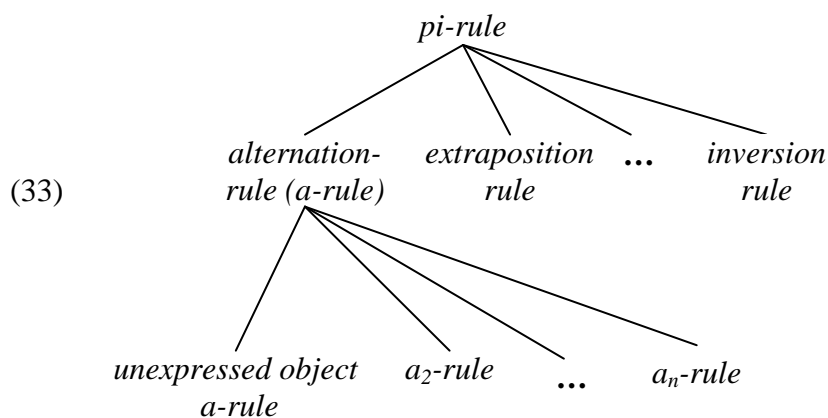 pi-rule
alternation- extraposition ... inversion
(33) rule (a-rule) rule rule
unexpressed object a₂-rule ... aₙ-rule
a-rule